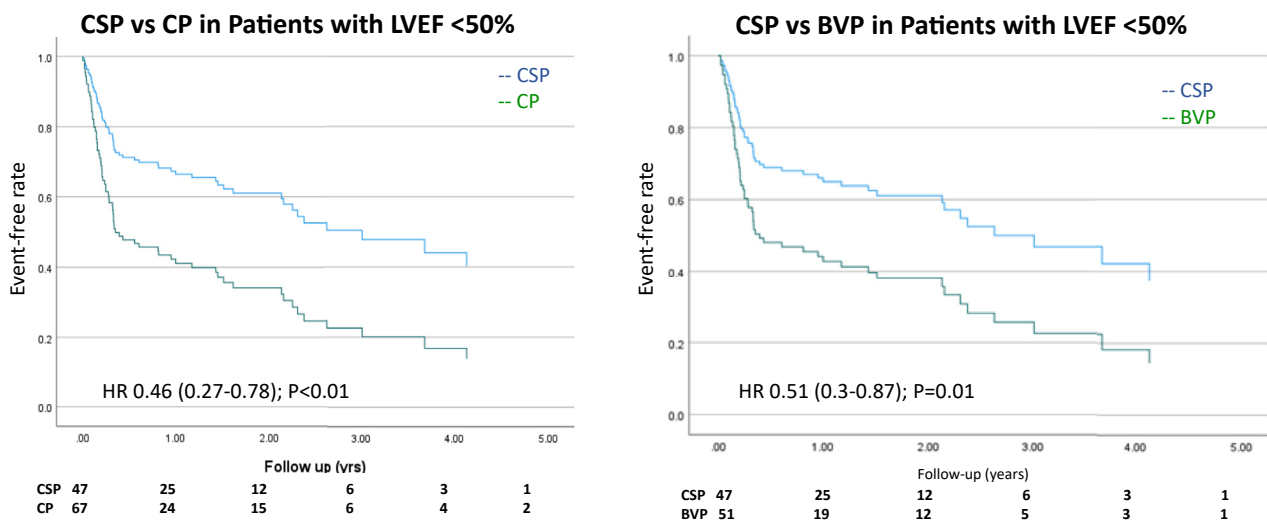 CSP vs CP in Patients with LVEF <50%
-- CSP
-- CP
Event-free rate
1.0
0.8
0.6
0.4
0.2
0.0
HR 0.46 (0.27-0.78); P<0.01
.00 1.00 2.00 3.00 4.00 5.00
Follow up (yrs)
CSP 47 25 12 6 3 1
CP 67 24 15 6 4 2
CSP vs BVP in Patients with LVEF <50%
-- CSP
-- BVP
Event-free rate
1.0
0.8
0.6
0.4
0.2
0.0
HR 0.51 (0.3-0.87); P=0.01
.00 1.00 2.00 3.00 4.00 5.00
Follow-up (years)
CSP 47 25 12 6 3 1
BVP 51 19 12 5 3 1